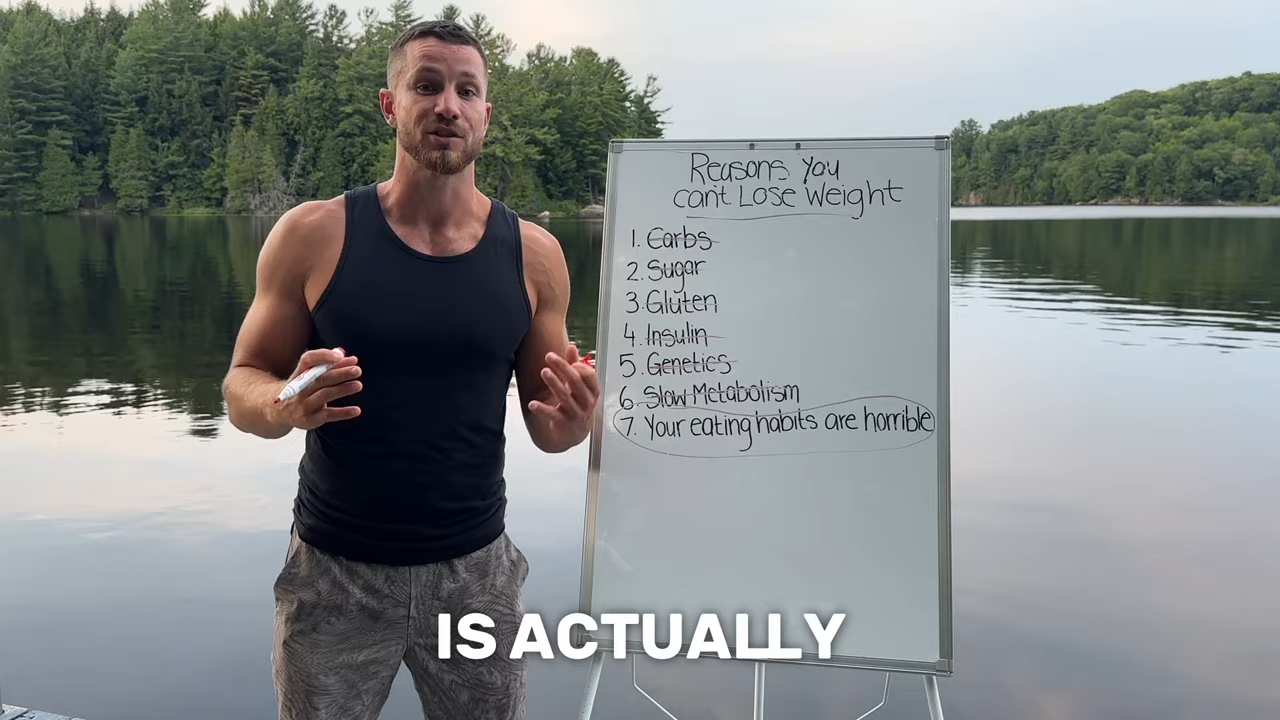 Reasons You
can't Lose Weight
1. Carbs
2. Sugar
3. Gluten
4. Insulin
5. Genetics
6. Slow Metabolism
7. Your eating habits are horrible
IS ACTUALLY